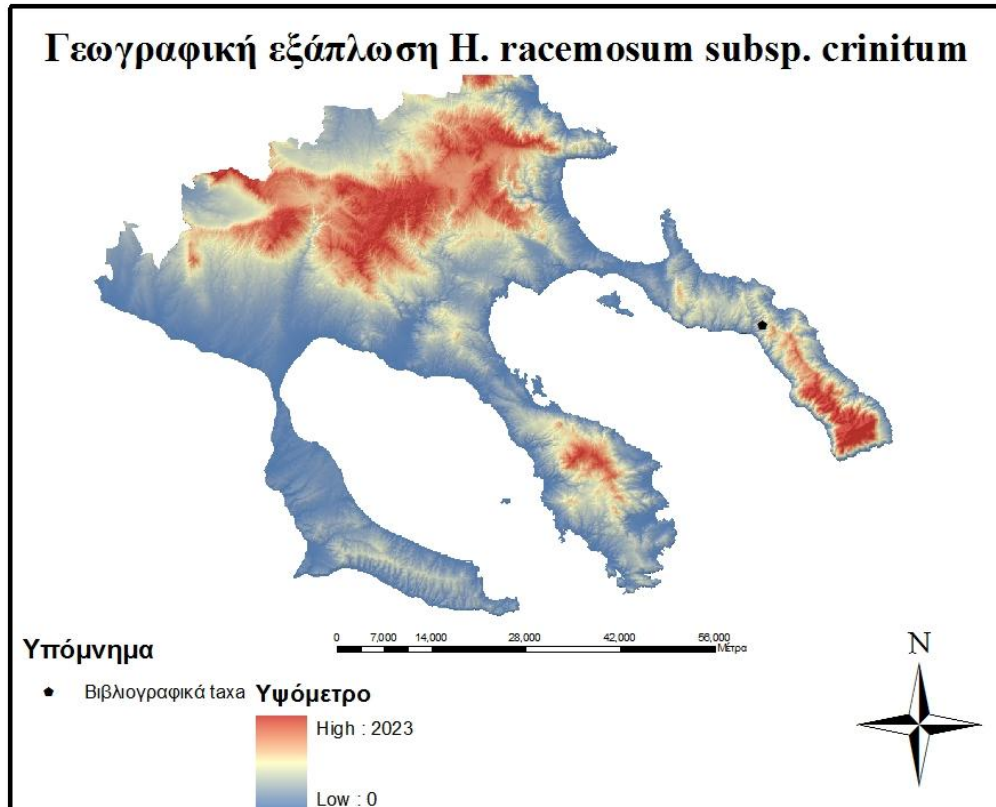 Γεωγραφική εξάπλωση H. racemosum subsp. crinitum
0 7,000 14,000 28,000 42,000 56,000
Μέτρα
Υπόμνημα
Βιβλιογραφικά taxa
Υψόμετρο
High : 2023
Low : 0
N